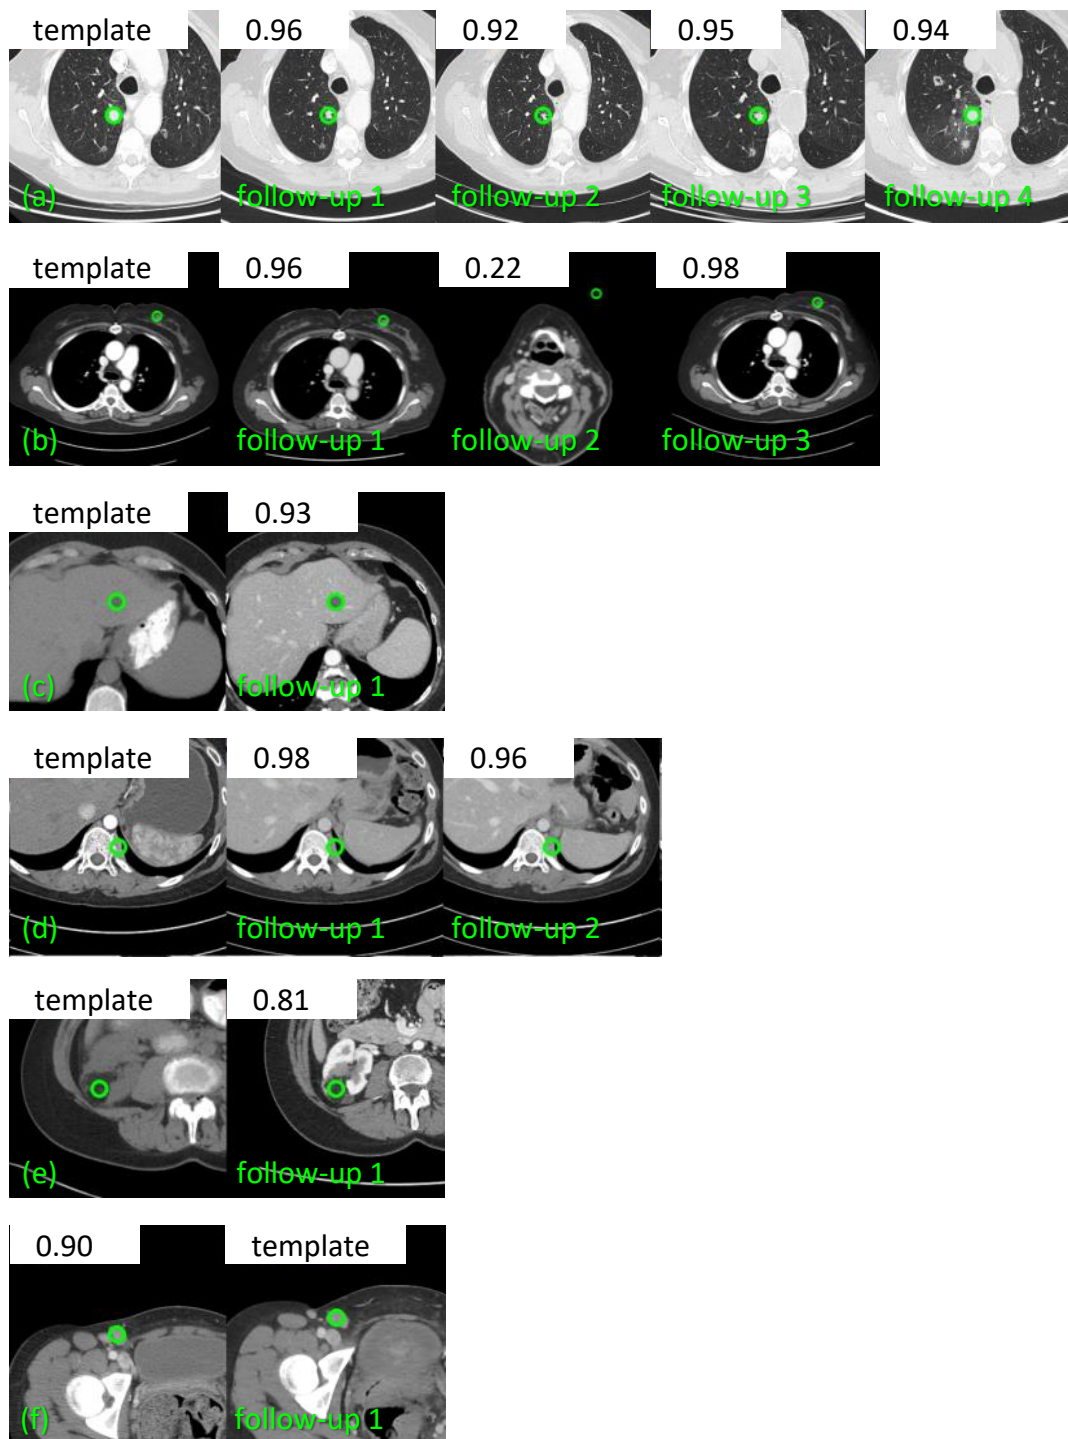 template 0.96 0.92 0.95 0.94
(a) follow-up 1 follow-up 2 follow-up 3 follow-up 4
template 0.96 0.22 0.98
(b) follow-up 1 follow-up 2 follow-up 3
template 0.93
(c) follow-up 1
template 0.98 0.96
(d) follow-up 1 follow-up 2
template 0.81
(e) follow-up 1
0.90 template
(f) follow-up 1